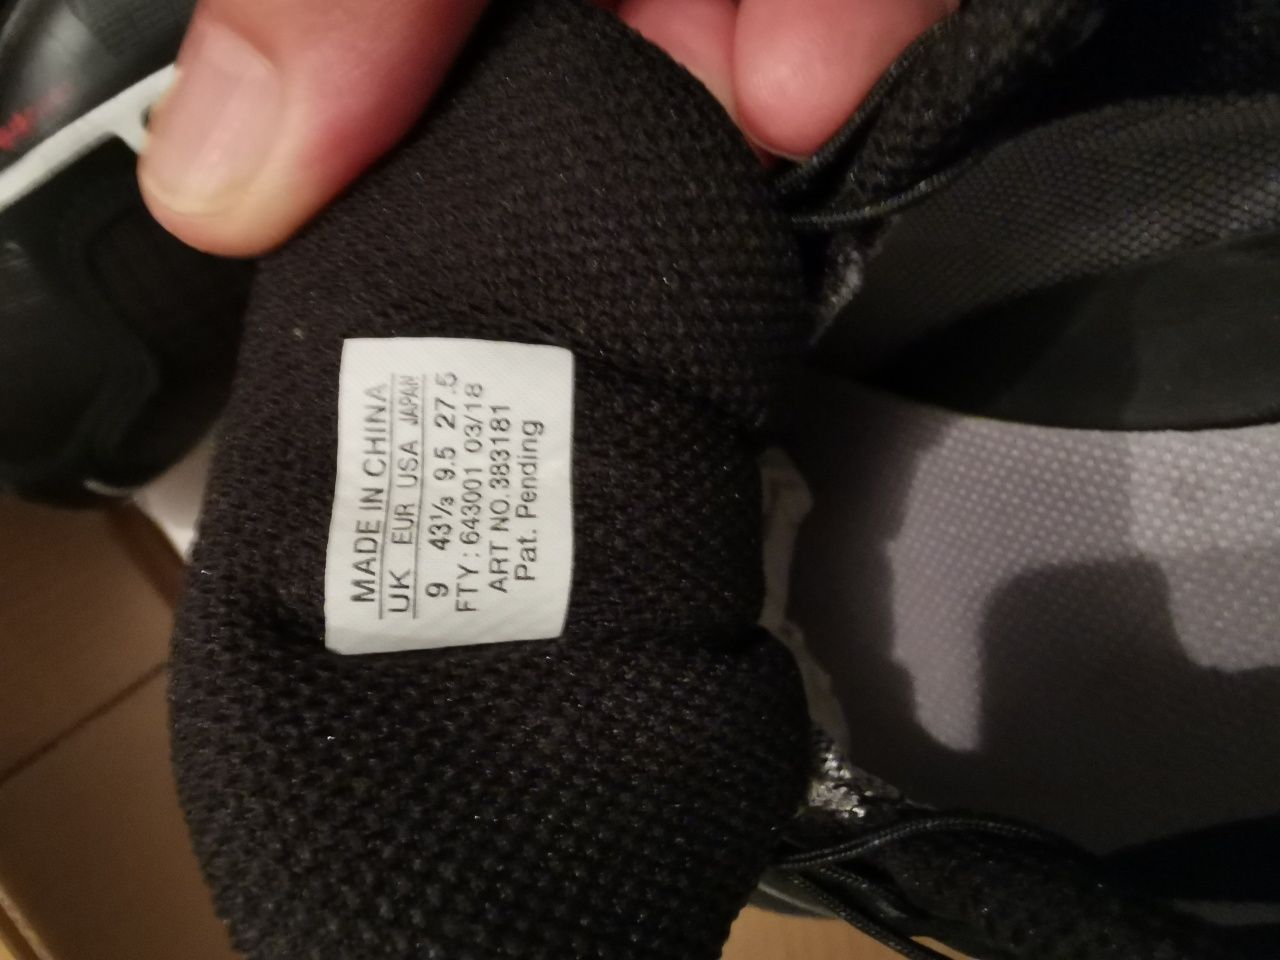 MADE IN CHINA
UK EUR USA JAPAN
9 43⅓ 9.5 27.5
FTY : 643001 03/18
ART NO. 383181
Pat. Pending